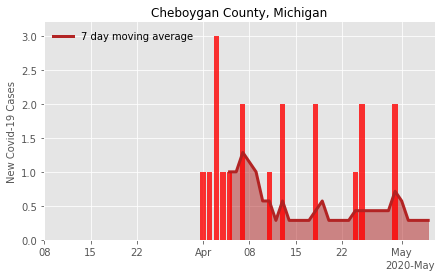 Cheboygan County, Michigan
7 day moving average
New Covid-19 Cases
3.0
2.5
2.0
1.5
1.0
0.5
0.0
08 15 22 Apr 08 15 22 May
2020-May